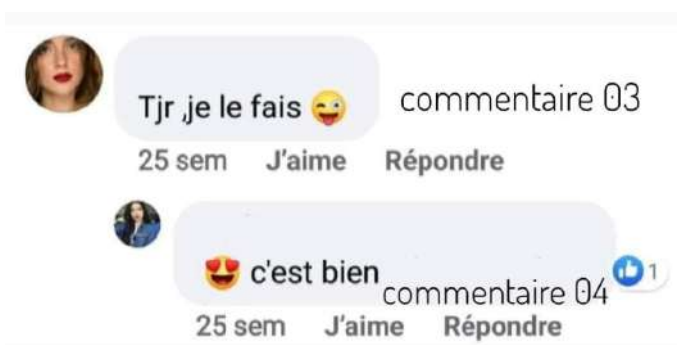 Tjr ,je le fais 😜 commentaire 03
25 sem J'aime Répondre
😍 c'est bien commentaire 04 1
25 sem J'aime Répondre